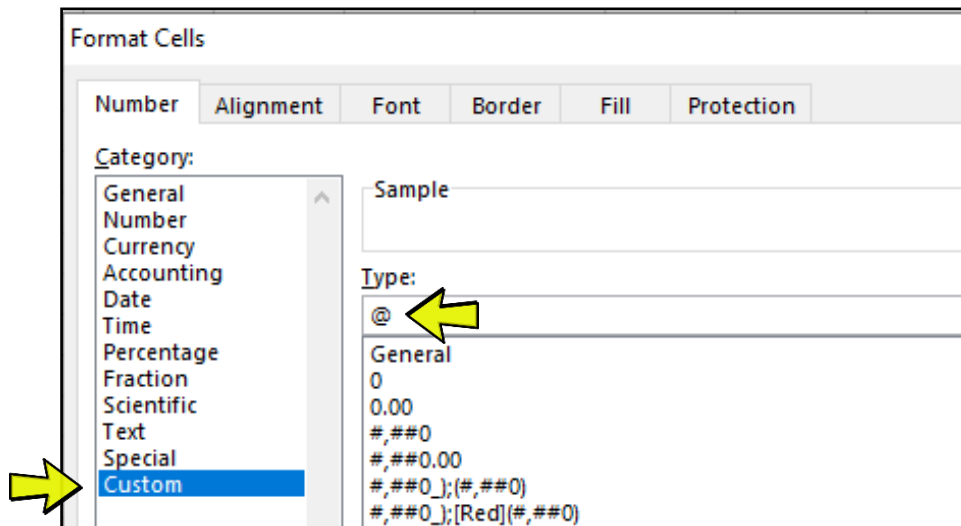 Format Cells
Number Alignment Font Border Fill Protection
Category:
General
Number
Currency
Accounting
Date
Time
Percentage
Fraction
Scientific
Text
Special
Custom
Sample
Type:
@
General
0
0.00
#,##0
#,##0.00
#,##0_);(#,##0)
#,##0_);[Red](#,##0)